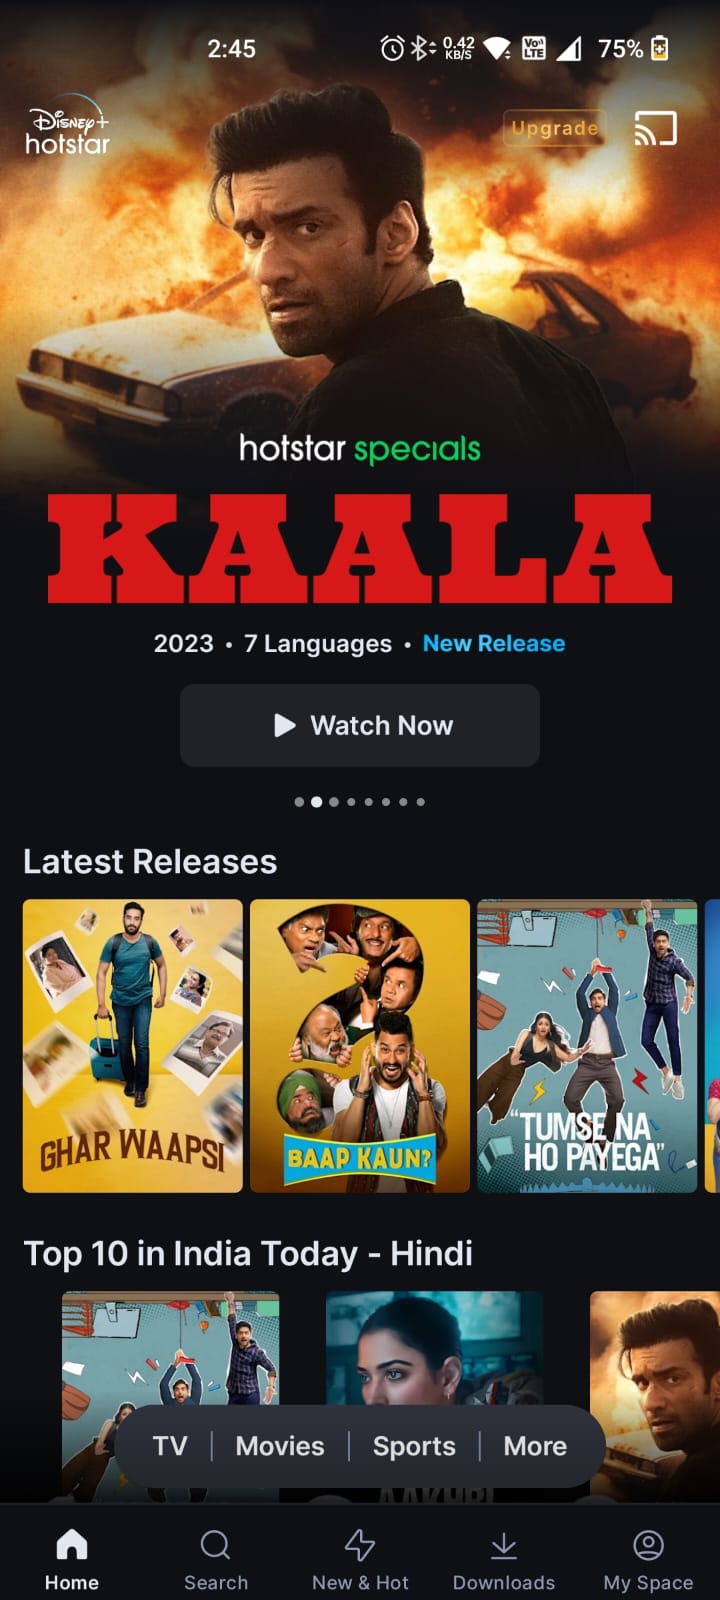 2:45
0.42
KB/S
Vo
LTE
75%
Disney+
hotstar
Upgrade
hotstar specials
KAALA
2023 • 7 Languages • New Release
Watch Now
Latest Releases
GHAR WAAPSI
BAAP KAUN?
"TUMSE NA
HO PAYEGA"
Top 10 in India Today - Hindi
TV | Movies | Sports | More
Home
Search
New & Hot
Downloads
My Space